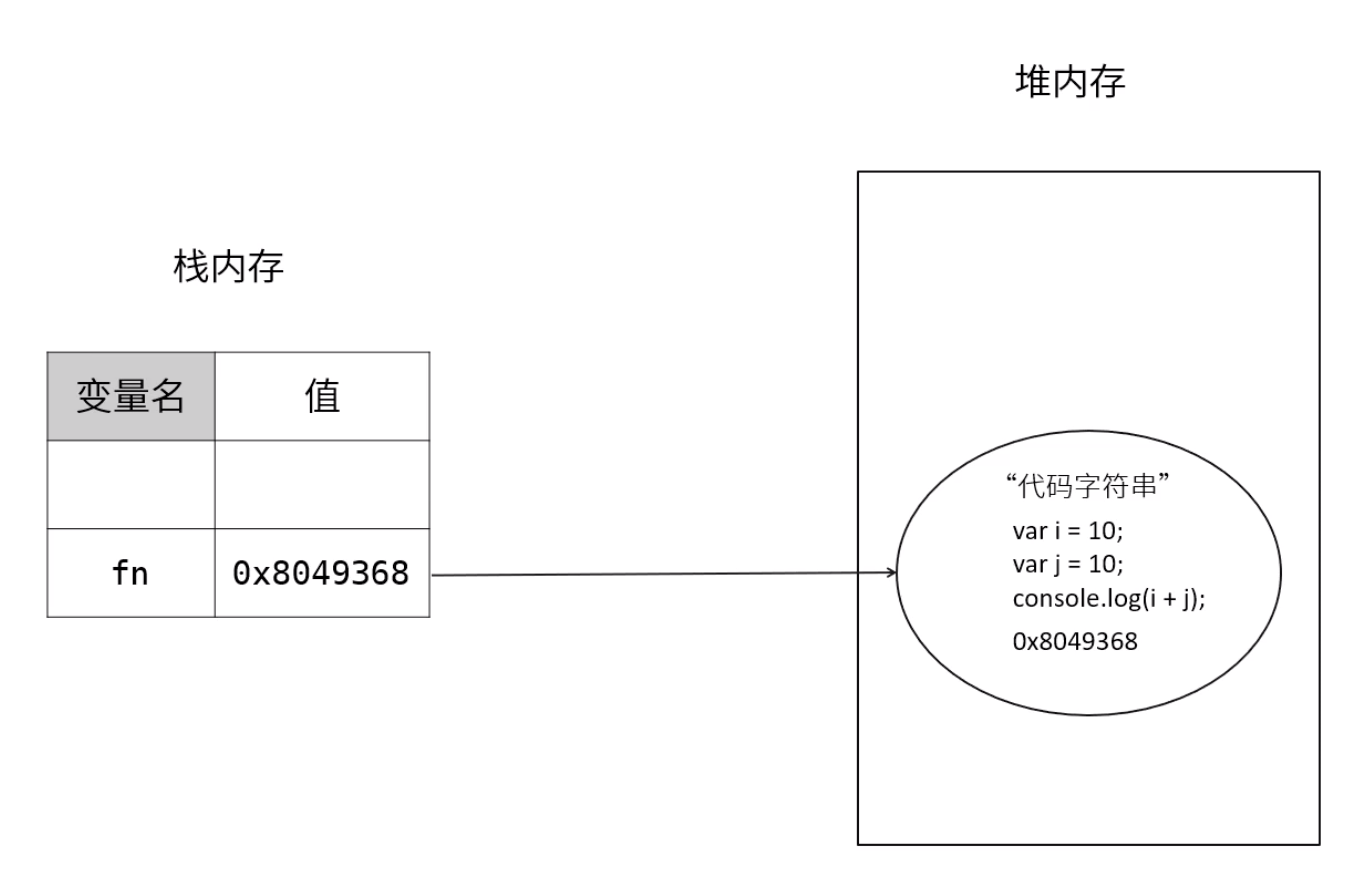 堆内存
栈内存
变量名 值
fn 0x8049368
“代码字符串”
var i = 10;
var j = 10;
console.log(i + j);
0x8049368